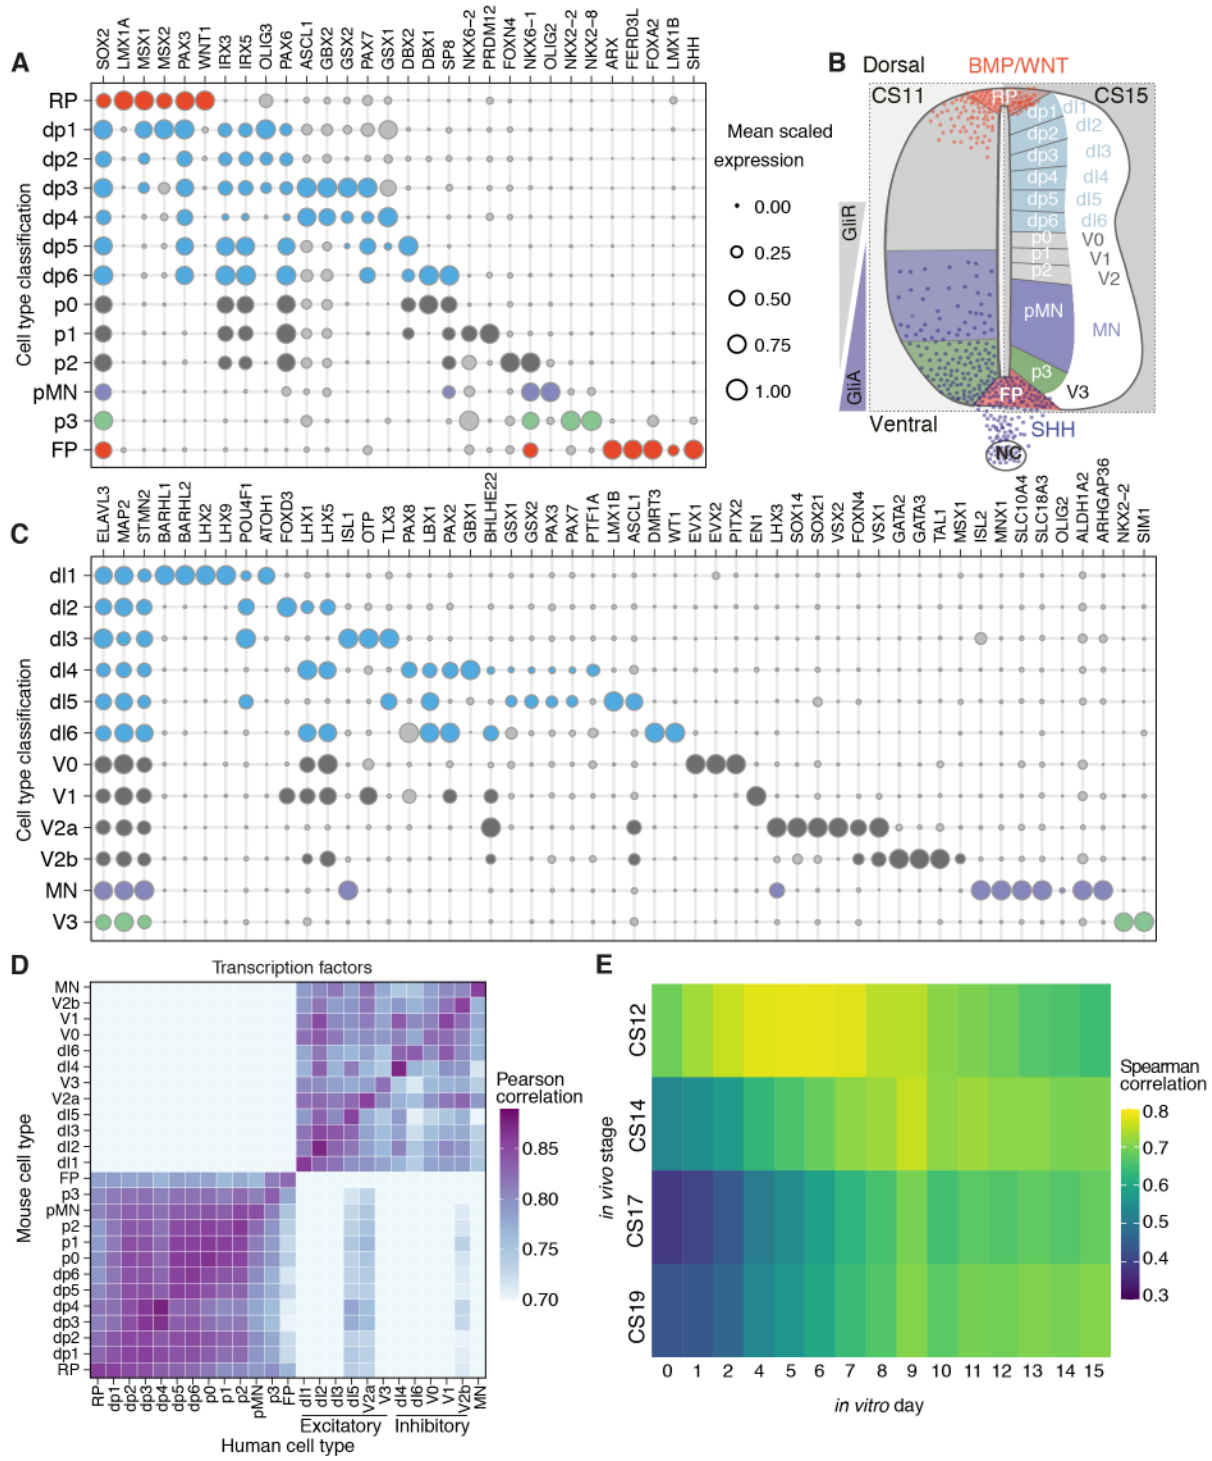 A
SOX2 LMX1A MSX1 MSX2 PAX3 WNT1 IRX3 IRX5 OLIG3 PAX6 ASCL1 GBX2 GSX2 PAX7 GSX1 DBX2 DBX1 SP8 NKX6-2 PRDM12 FOXN4 NKX6-1 OLIG2 NKX2-2 NKX2-8 ARX FERD3L FOXA2 LMX1B SHH
Cell type classification
RP
dp1
dp2
dp3
dp4
dp5
dp6
p0
p1
p2
pMN
p3
FP
Mean scaled
expression
0.00
0.25
0.50
0.75
1.00
B
Dorsal
BMP/WNT
CS11
RP
CS15
dp1 dI1
dp2 dI2
dp3 dI3
dp4 dI4
dp5 dI5
dp6 dI6
p0 V0
p1 V1
p2 V2
pMN MN
p3 V3
FP
GliR
GliA
Ventral
SHH
NC
C
ELAVL3 MAP2 STMN2 BARHL1 BARHL2 LHX2 LHX9 POU4F1 ATOH1 FOXD3 LHX1 LHX5 ISL1 OTP TLX3 PAX8 LBX1 PAX2 GBX1 BHLHE22 GSX1 GSX2 PAX3 PAX7 PTF1A LMX1B ASCL1 DMRT3 WT1 EVX1 EVX2 PITX2 EN1 LHX3 SOX14 SOX21 VSX2 FOXN4 VSX1 GATA2 GATA3 TAL1 MSX1 ISL2 MNX1 SLC10A4 SLC18A3 OLIG2 ALDH1A2 ARHGAP36 NKX2-2 SIM1
Cell type classification
dI1
dI2
dI3
dI4
dI5
dI6
V0
V1
V2a
V2b
MN
V3
D
Transcription factors
Mouse cell type
MN
V2b
V1
V0
dI6
dI4
V3
V2a
dI5
dI3
dI2
dI1
FP
p3
pMN
p2
p1
p0
dp6
dp5
dp4
dp3
dp2
dp1
RP
RP dp1 dp2 dp3 dp4 dp5 dp6 p0 p1 p2 pMN p3 FP dI1 dI2 dI3 dI5 V2a V3 dI4 dI6 V0 V1 V2b MN
Excitatory Inhibitory
Human cell type
Pearson
correlation
0.85
0.80
0.75
0.70
E
in vivo stage
CS12
CS14
CS17
CS19
0 1 2 4 5 6 7 8 9 10 11 12 13 14 15
in vitro day
Spearman
correlation
0.8
0.7
0.6
0.5
0.4
0.3